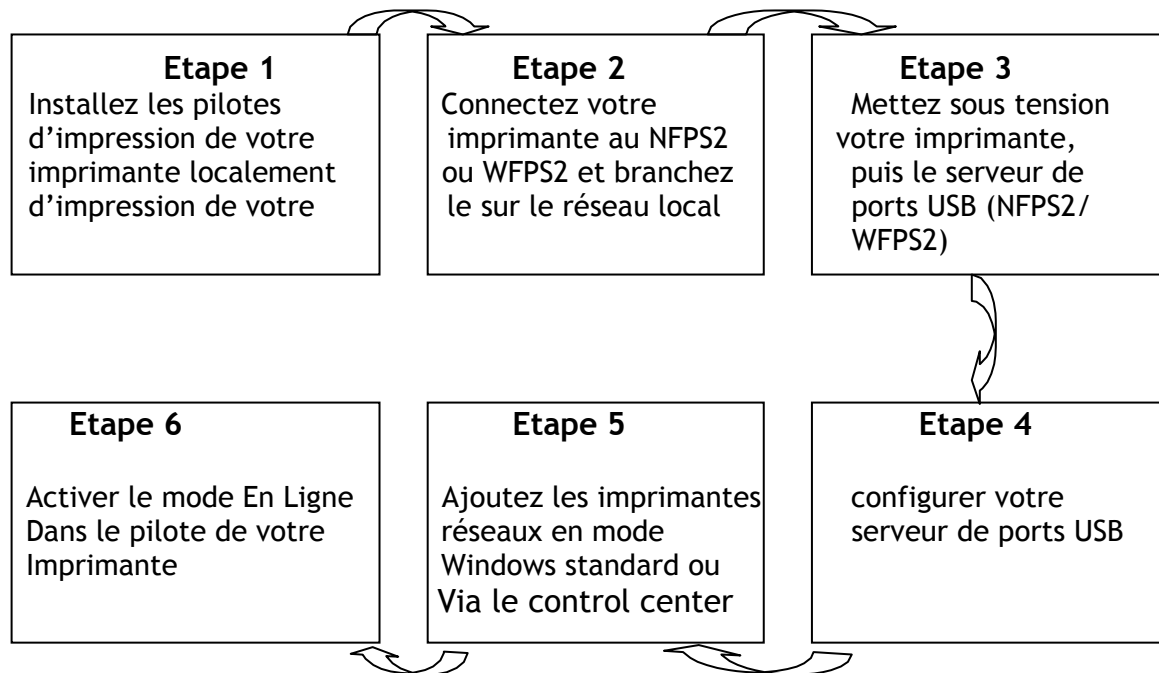 Etape 1
Installez les pilotes
d’impression de votre
imprimante localement
d’impression de votre
Etape 2
Connectez votre
imprimante au NFPS2
ou WFPS2 et branchez
le sur le réseau local
Etape 3
Mettez sous tension
votre imprimante,
puis le serveur de
ports USB (NFPS2/
WFPS2)
Etape 4
configurer votre
serveur de ports USB
Etape 5
Ajoutez les imprimantes
réseaux en mode
Windows standard ou
Via le control center
Etape 6
Activer le mode En Ligne
Dans le pilote de votre
Imprimante